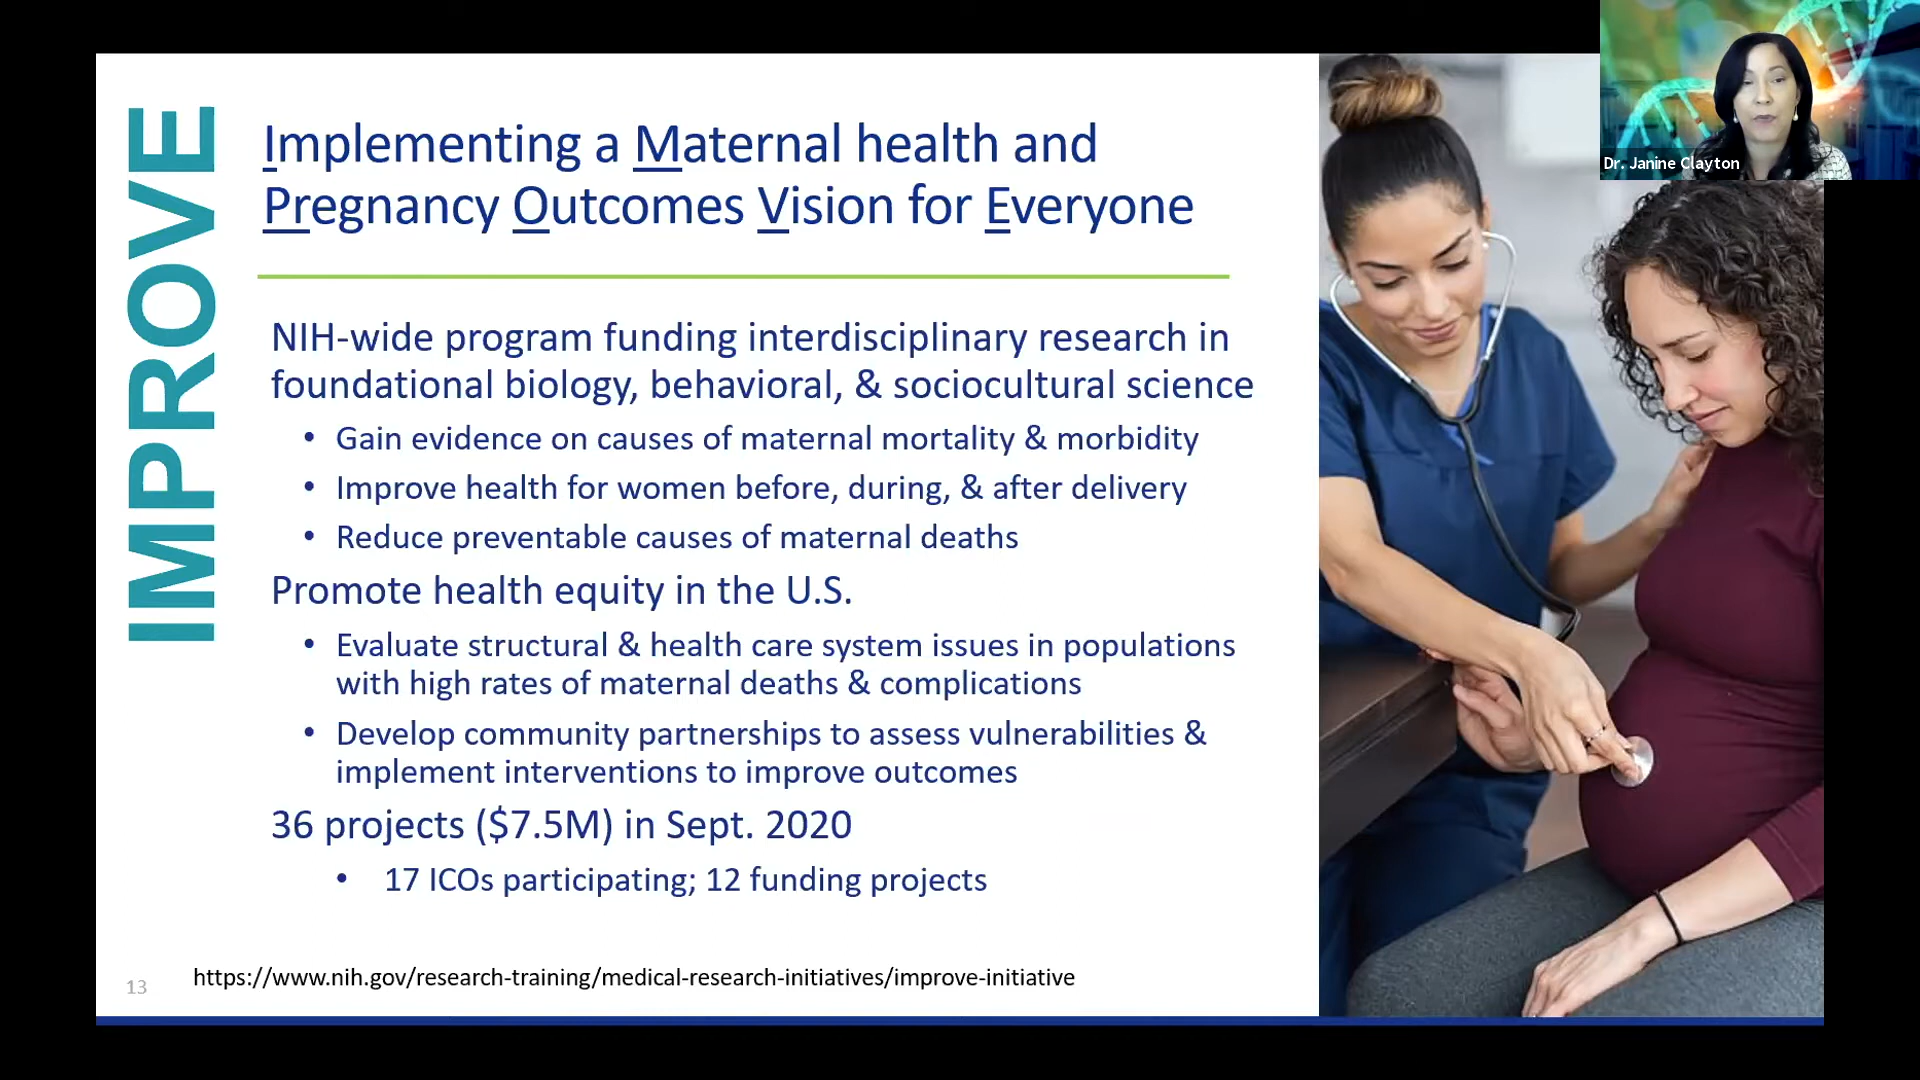 IMPROVE
Implementing a Maternal health and
Pregnancy Outcomes Vision for Everyone
NIH-wide program funding interdisciplinary research in
foundational biology, behavioral, & sociocultural science
• Gain evidence on causes of maternal mortality & morbidity
• Improve health for women before, during, & after delivery
• Reduce preventable causes of maternal deaths
Promote health equity in the U.S.
• Evaluate structural & health care system issues in populations
with high rates of maternal deaths & complications
• Develop community partnerships to assess vulnerabilities &
implement interventions to improve outcomes
36 projects ($7.5M) in Sept. 2020
• 17 ICOs participating; 12 funding projects
13
https://www.nih.gov/research-training/medical-research-initiatives/improve-initiative
Dr. Janine Clayton